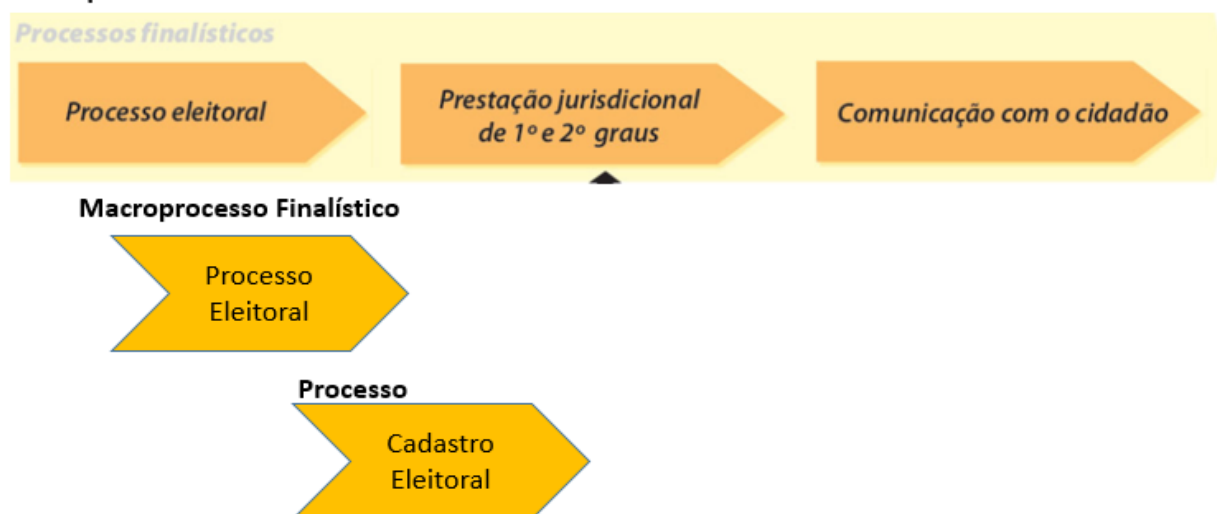 Processos finalísticos
Processo eleitoral
Prestação jurisdicional
de 1º e 2º graus
Comunicação com o cidadão
Macroprocesso Finalístico
Processo
Eleitoral
Processo
Cadastro
Eleitoral